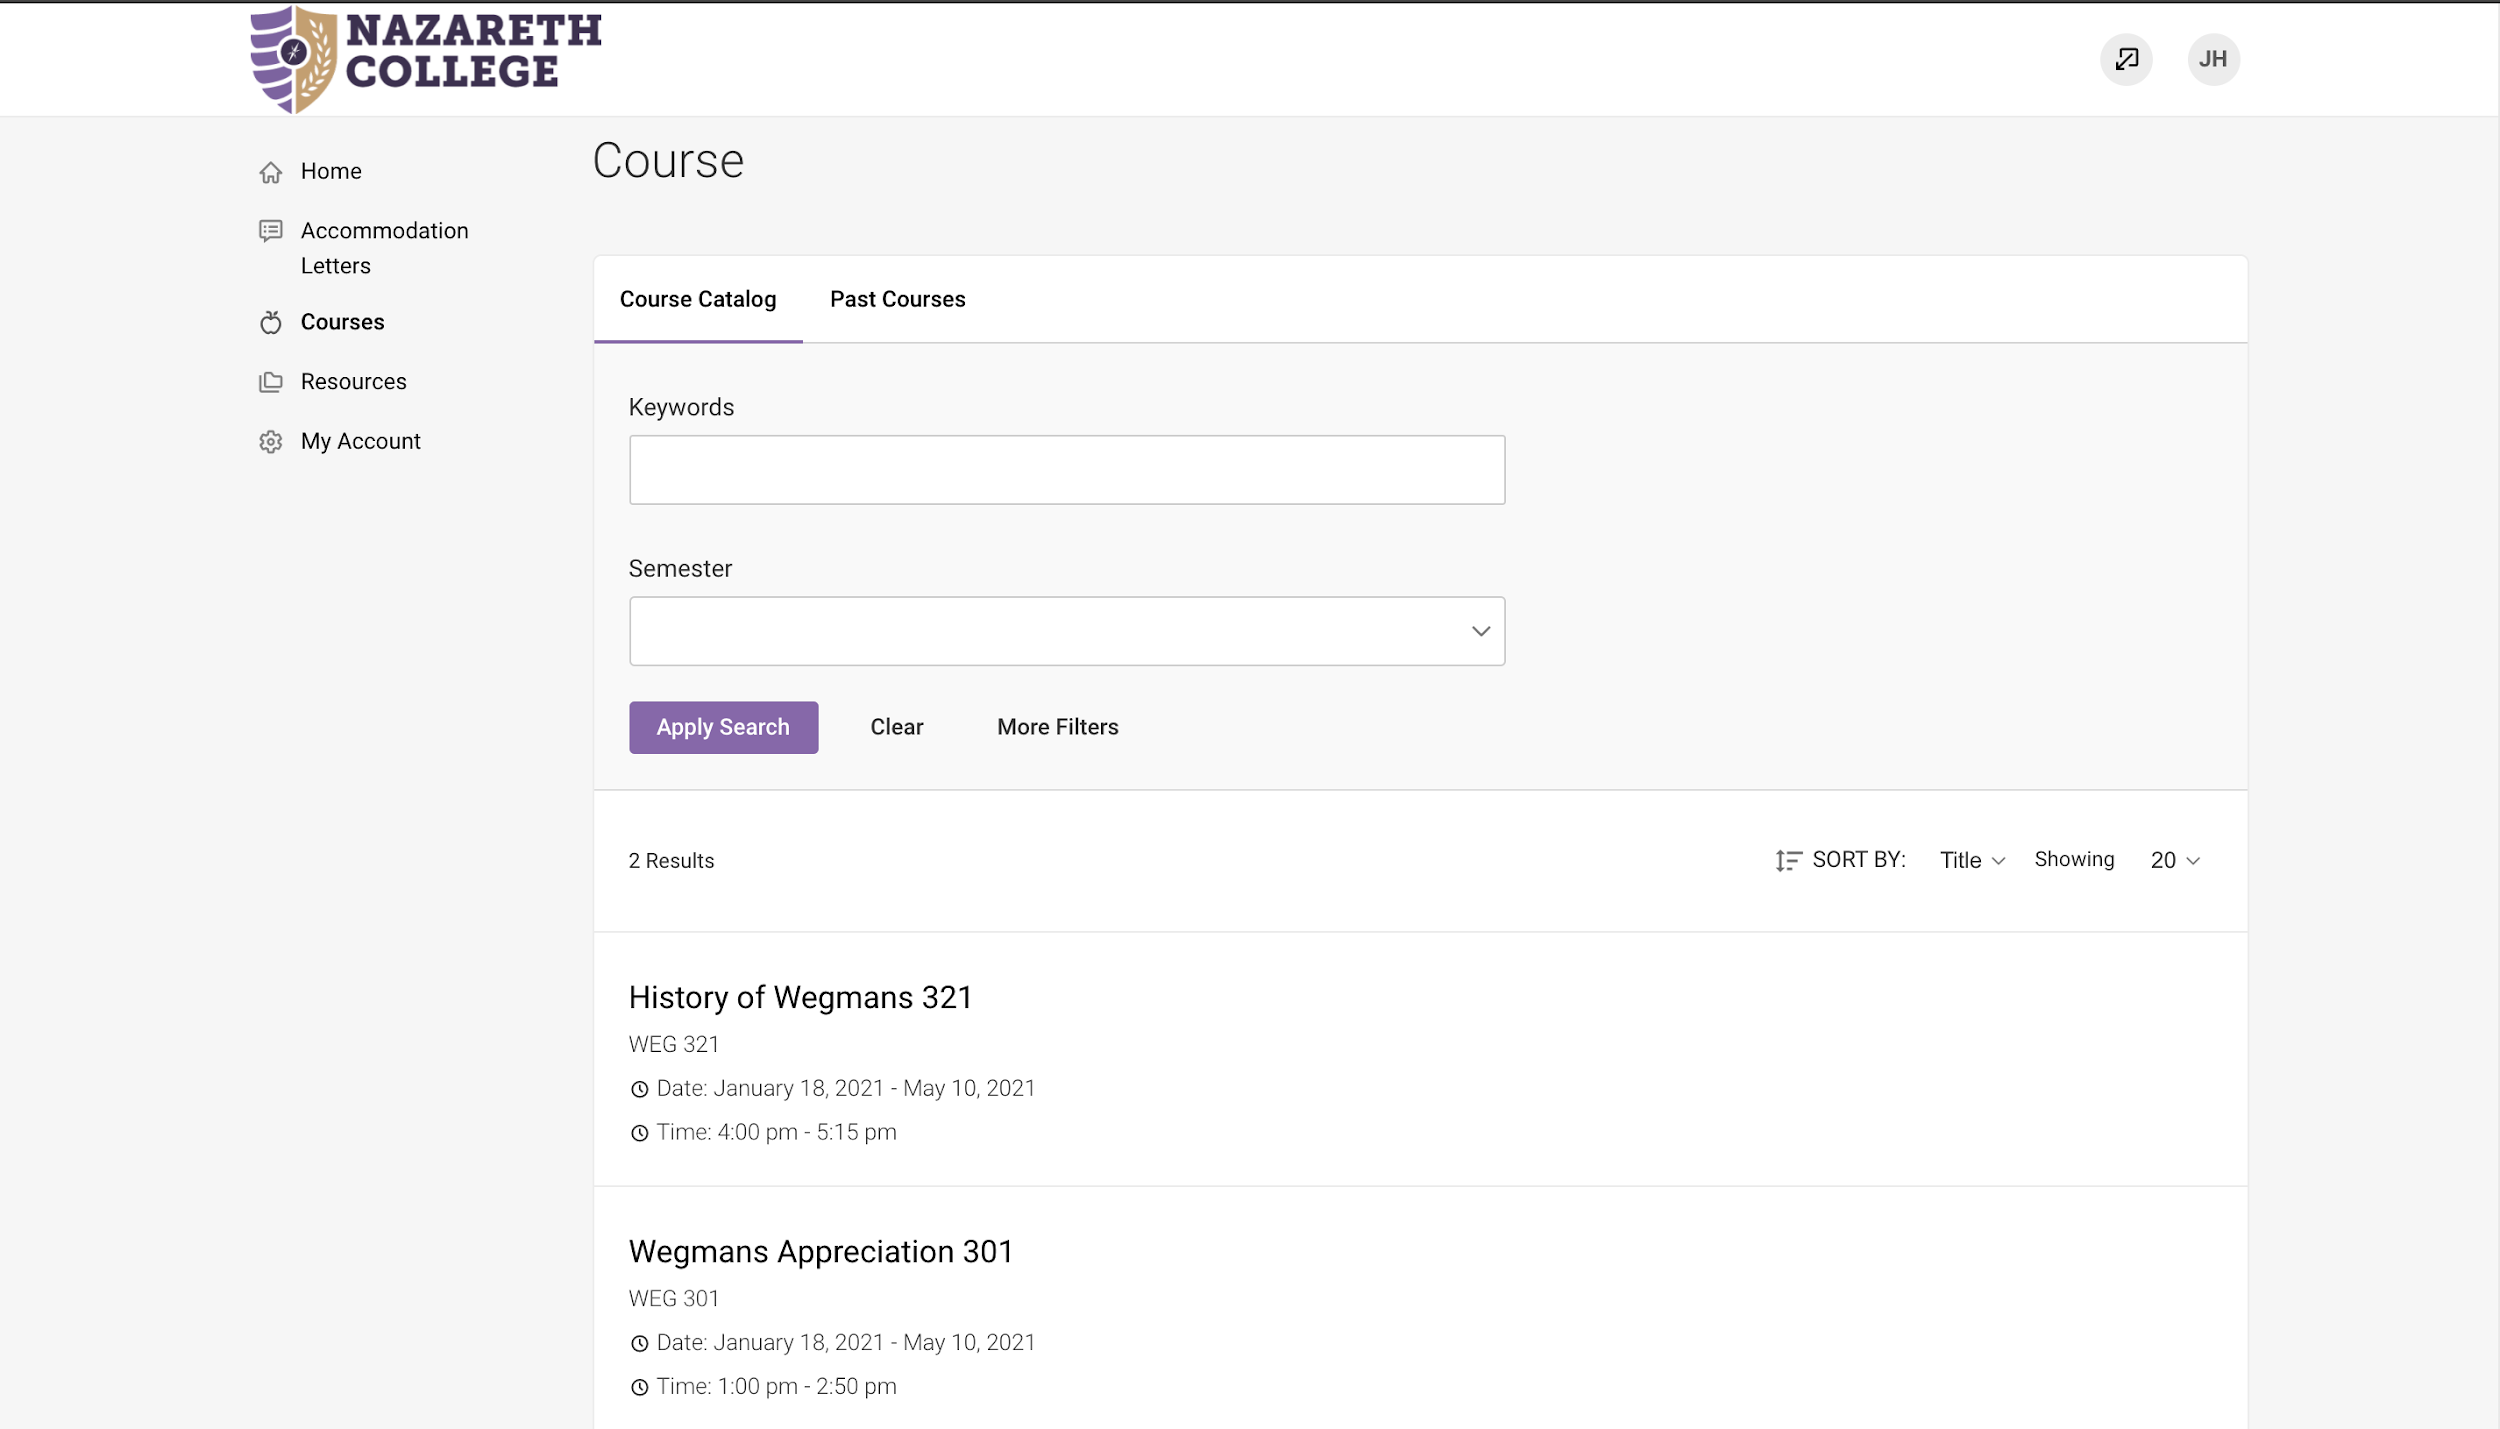 NAZARETH
COLLEGE
JH
Home
Accommodation
Letters
Courses
Resources
My Account
Course
Course Catalog Past Courses
Keywords
Semester
Apply Search Clear More Filters
2 Results SORT BY: Title Showing 20
History of Wegmans 321
WEG 321
Date: January 18, 2021 - May 10, 2021
Time: 4:00 pm - 5:15 pm
Wegmans Appreciation 301
WEG 301
Date: January 18, 2021 - May 10, 2021
Time: 1:00 pm - 2:50 pm